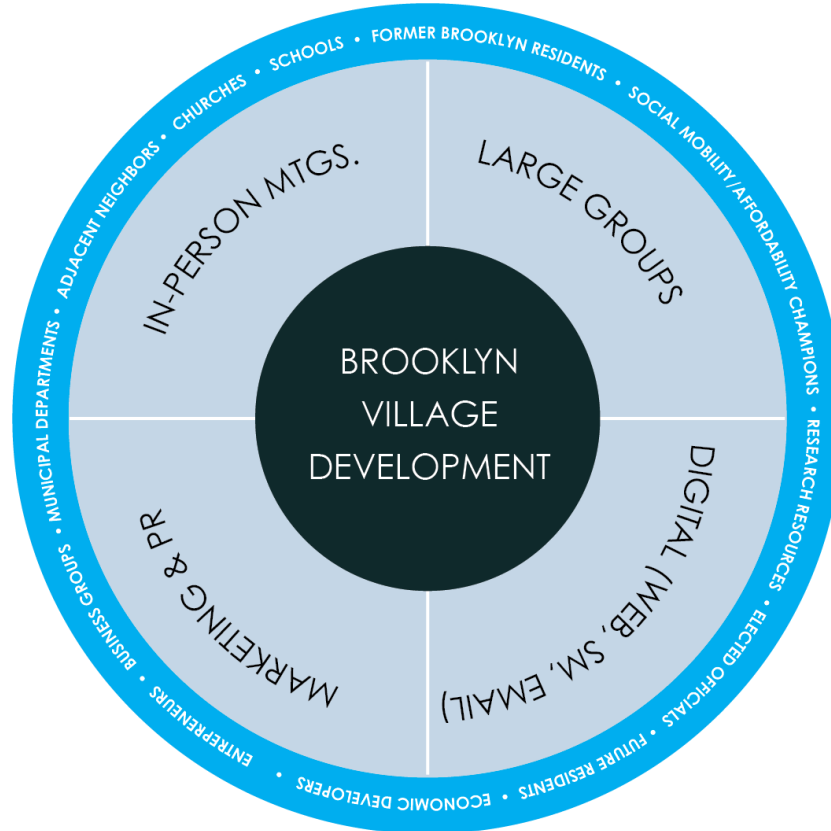 FORMER BROOKLYN RESIDENTS • SOCIAL MOBILITY/AFFORDABILITY CHAMPIONS • RESEARCH RESOURCES • ELECTED OFFICIALS • FUTURE RESIDENTS • ECONOMIC DEVELOPERS • ENTREPRENEURS • BUSINESS GROUPS • MUNICIPAL DEPARTMENTS • ADJACENT NEIGHBORS • CHURCHES • SCHOOLS •
IN-PERSON MTGS.
LARGE GROUPS
BROOKLYN
VILLAGE
DEVELOPMENT
MARKETING & PR
DIGITAL (WEB, SM, EMAIL)